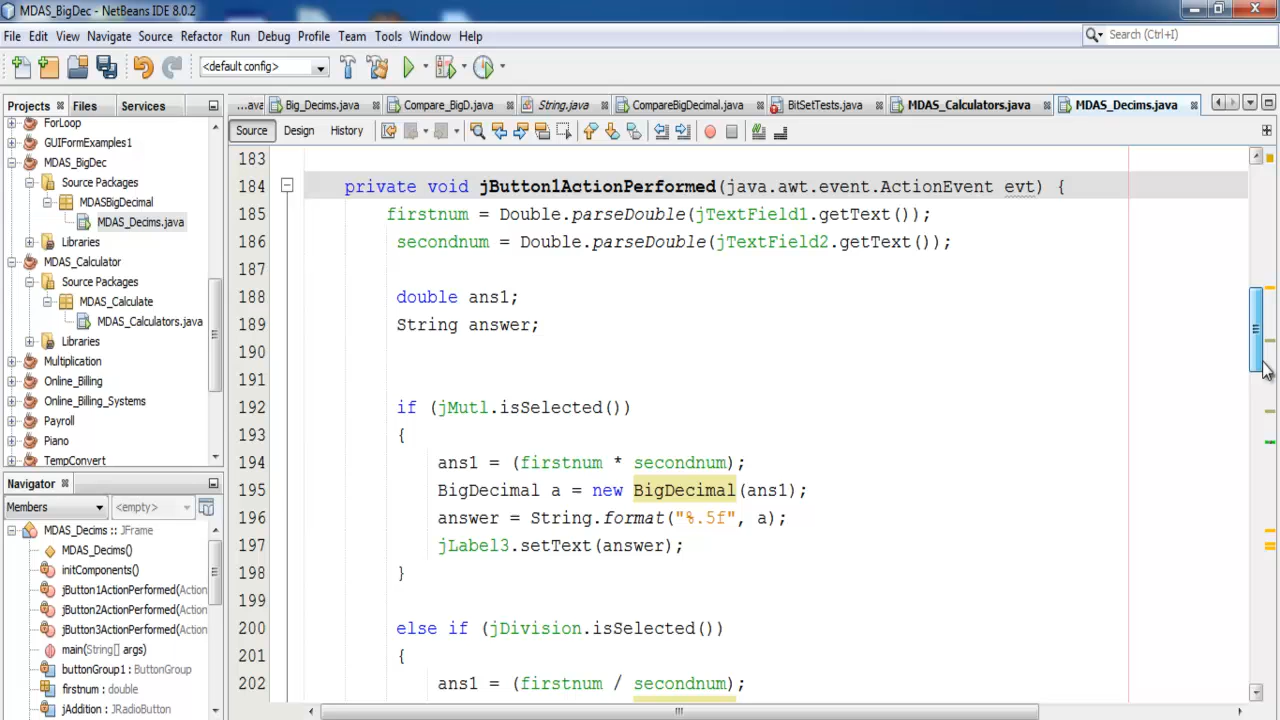 MDAS_BigDec - NetBeans IDE 8.0.2
File Edit View Navigate Source Refactor Run Debug Profile Team Tools Window Help
Search (Ctrl+I)
<default config>
Projects Files Services
...ava Big_Decims.java Compare_BigD.java String.java CompareBigDecimal.java BitSetTests.java MDAS_Calculators.java MDAS_Decims.java
Source Design History
ForLoop
GUIFormExamples1
MDAS_BigDec
Source Packages
MDASBigDecimal
MDAS_Decims.java
Libraries
MDAS_Calculator
Source Packages
MDAS_Calculate
MDAS_Calculators.java
Libraries
Multiplication
Online_Billing
Online_Billing_Systems
Payroll
Piano
TempConvert
Navigator
Members <empty>
MDAS_Decims :: JFrame
MDAS_Decims()
initComponents()
jButton1ActionPerformed(Action
jButton2ActionPerformed(Action
jButton3ActionPerformed(Action
main(String[] args)
buttonGroup1 : ButtonGroup
firstnum : double
jAddition : JRadioButton
183
184 private void jButton1ActionPerformed(java.awt.event.ActionEvent evt) {
185 firstnum = Double.parseDouble(jTextField1.getText());
186 secondnum = Double.parseDouble(jTextField2.getText());
187
188 double ans1;
189 String answer;
190
191
192 if (jMutl.isSelected())
193 {
194 ans1 = (firstnum * secondnum);
195 BigDecimal a = new BigDecimal(ans1);
196 answer = String.format("%.5f", a);
197 jLabel3.setText(answer);
198 }
199
200 else if (jDivision.isSelected())
201 {
202 ans1 = (firstnum / secondnum);